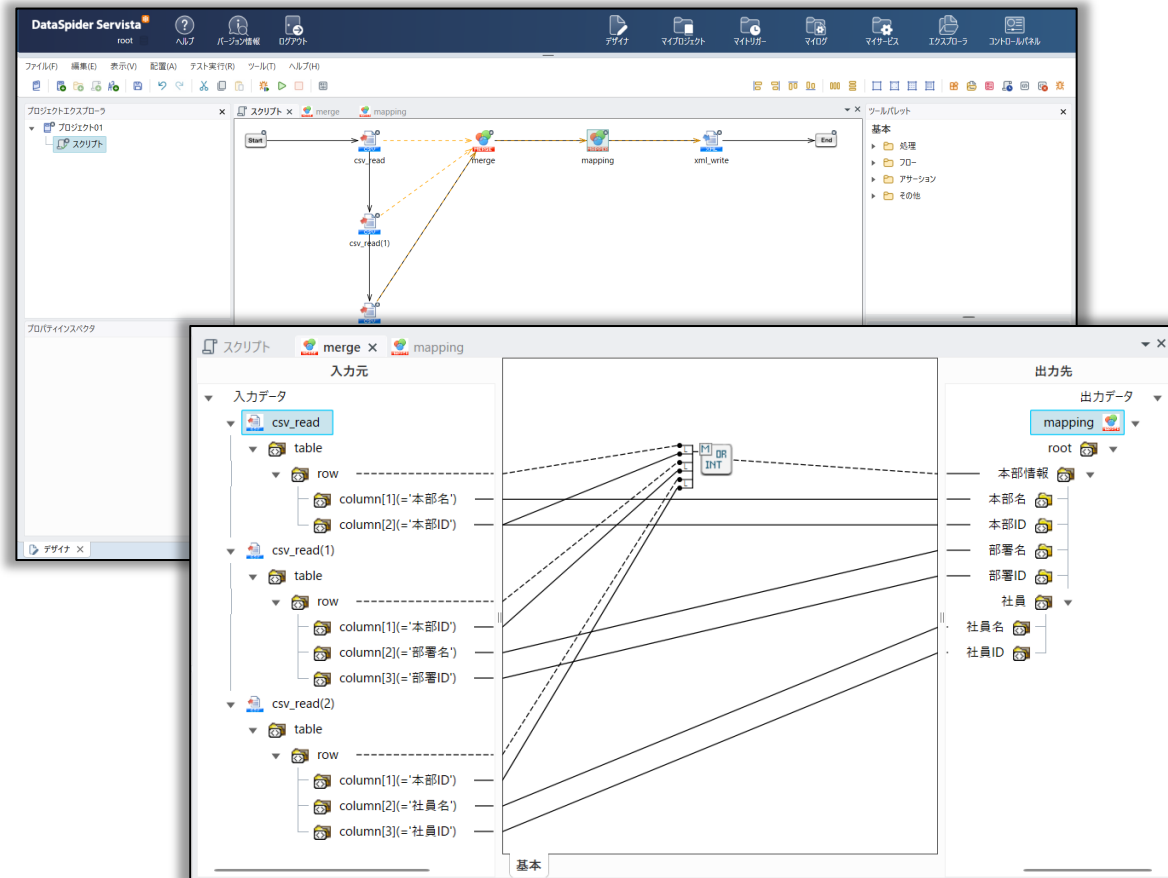 DataSpider Servista
root
ヘルプ
バージョン情報
ログアウト
デザイナ
マイプロジェクト
マイトリガー
マイログ
マイサービス
エクスプローラ
コントロールパネル
ファイル(F) 編集(E) 表示(V) 配置(A) テスト実行(R) ツール(T) ヘルプ(H)
プロジェクトエクスプローラ
プロジェクト01
スクリプト
スクリプト merge mapping
Start
csv_read
merge
mapping
xml_write
End
csv_read(1)
ツールパレット
基本
処理
フロー
アサーション
その他
プロパティインスペクタ
デザイナ
スクリプト merge mapping
入力元
入力データ
csv_read
table
row
column[1](='本部名')
column[2](='本部ID')
csv_read(1)
table
row
column[1](='本部ID')
column[2](='部署名')
column[3](='部署ID')
csv_read(2)
table
row
column[1](='本部ID')
column[2](='社員名')
column[3](='社員ID')
M OR
INT
基本
出力先
出力データ
mapping
root
本部情報
本部名
本部ID
部署名
部署ID
社員
社員名
社員ID